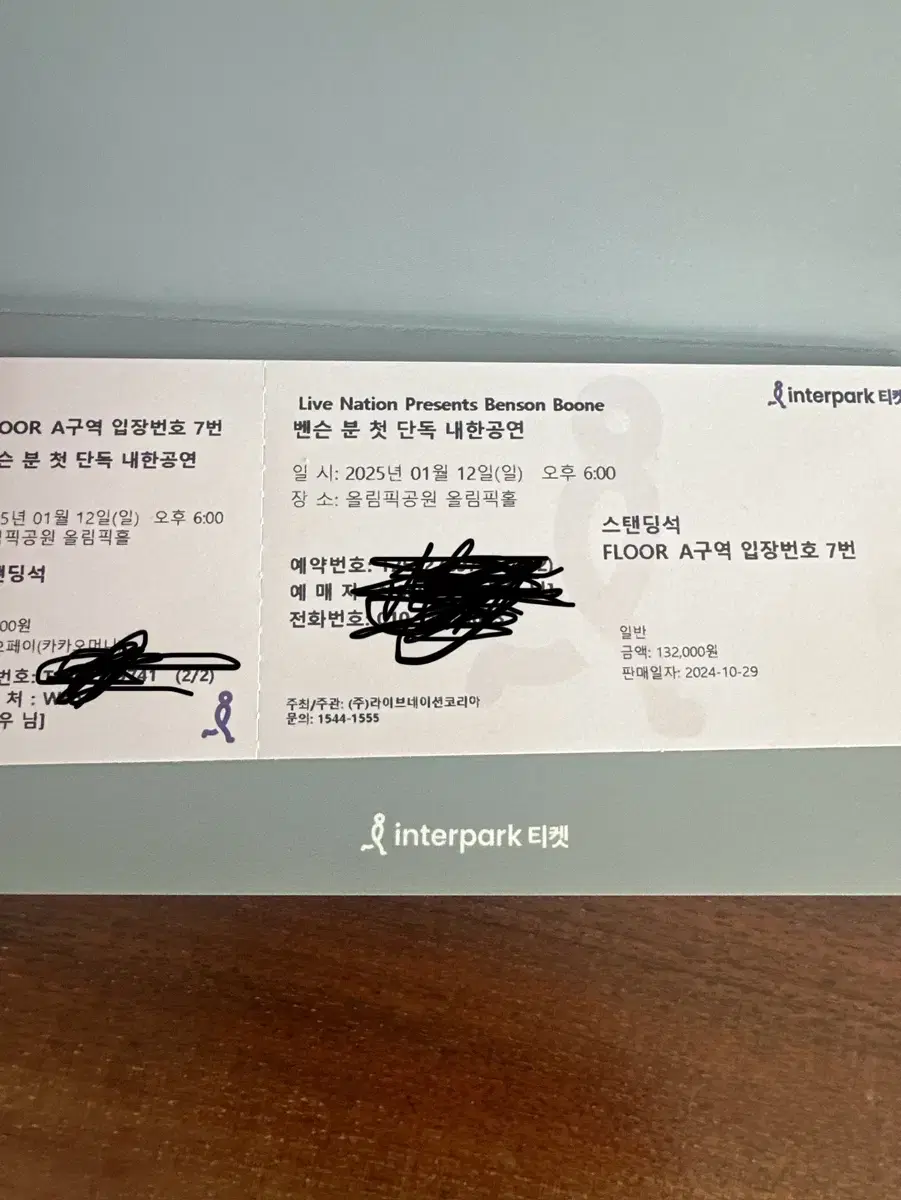 OOR A구역 입장번호 7번
슨 분 첫 단독 내한공연
5년 01월 12일(일) 오후 6:00
픽공원 올림픽홀
딩석
00원
페이(카카오머니
번호:
41 (2/2)
처 : W
우 님]
Live Nation Presents Benson Boone
벤슨 분 첫 단독 내한공연
일 시: 2025년 01월 12일(일) 오후 6:00
장 소: 올림픽공원 올림픽홀
예약번호:
예 매 자
전화번호:
주최/주관: (주)라이브네이션코리아
문의: 1544-1555
interpark 티켓
스탠딩석
FLOOR A구역 입장번호 7번
일반
금액: 132,000원
판매일자: 2024-10-29
interpark 티켓